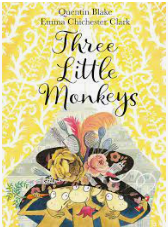 Quentin Blake
Emma Chichester Clark
Three
Little
Monkeys